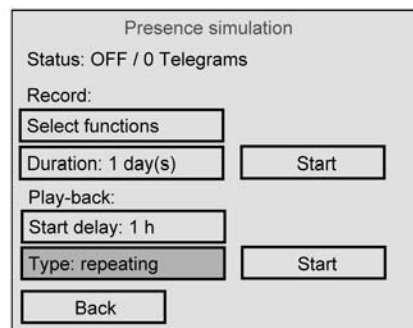 Presence simulation
Status: OFF / 0 Telegrams
Record:
Select functions
Duration: 1 day(s) Start
Play-back:
Start delay: 1 h
Type: repeating Start
Back